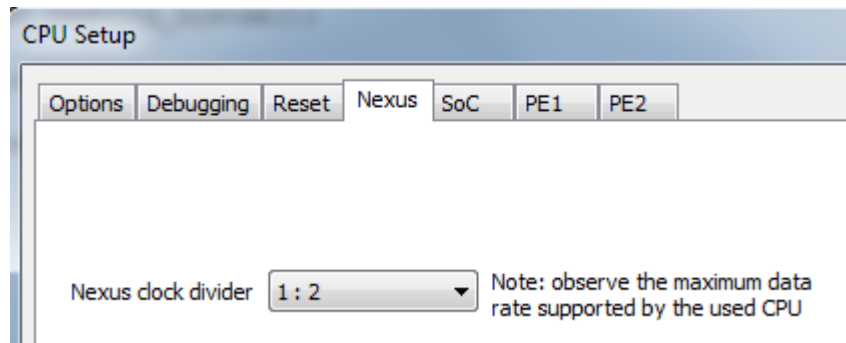 CPU Setup
Options Debugging Reset Nexus SoC PE1 PE2
Nexus clock divider 1 : 2 Note: observe the maximum data
rate supported by the used CPU